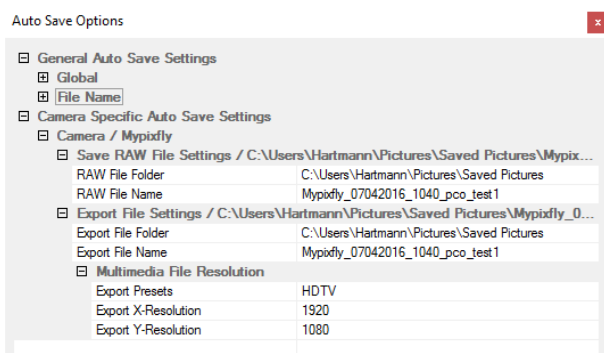 Auto Save Options
x
General Auto Save Settings
Global
File Name
Camera Specific Auto Save Settings
Camera / Mypixfly
Save RAW File Settings / C:\Users\Hartmann\Pictures\Saved Pictures\Mypix...
RAW File Folder C:\Users\Hartmann\Pictures\Saved Pictures
RAW File Name Mypixfly_07042016_1040_pco_test1
Export File Settings / C:\Users\Hartmann\Pictures\Saved Pictures\Mypixfly_0...
Export File Folder C:\Users\Hartmann\Pictures\Saved Pictures
Export File Name Mypixfly_07042016_1040_pco_test1
Multimedia File Resolution
Export Presets HDTV
Export X-Resolution 1920
Export Y-Resolution 1080